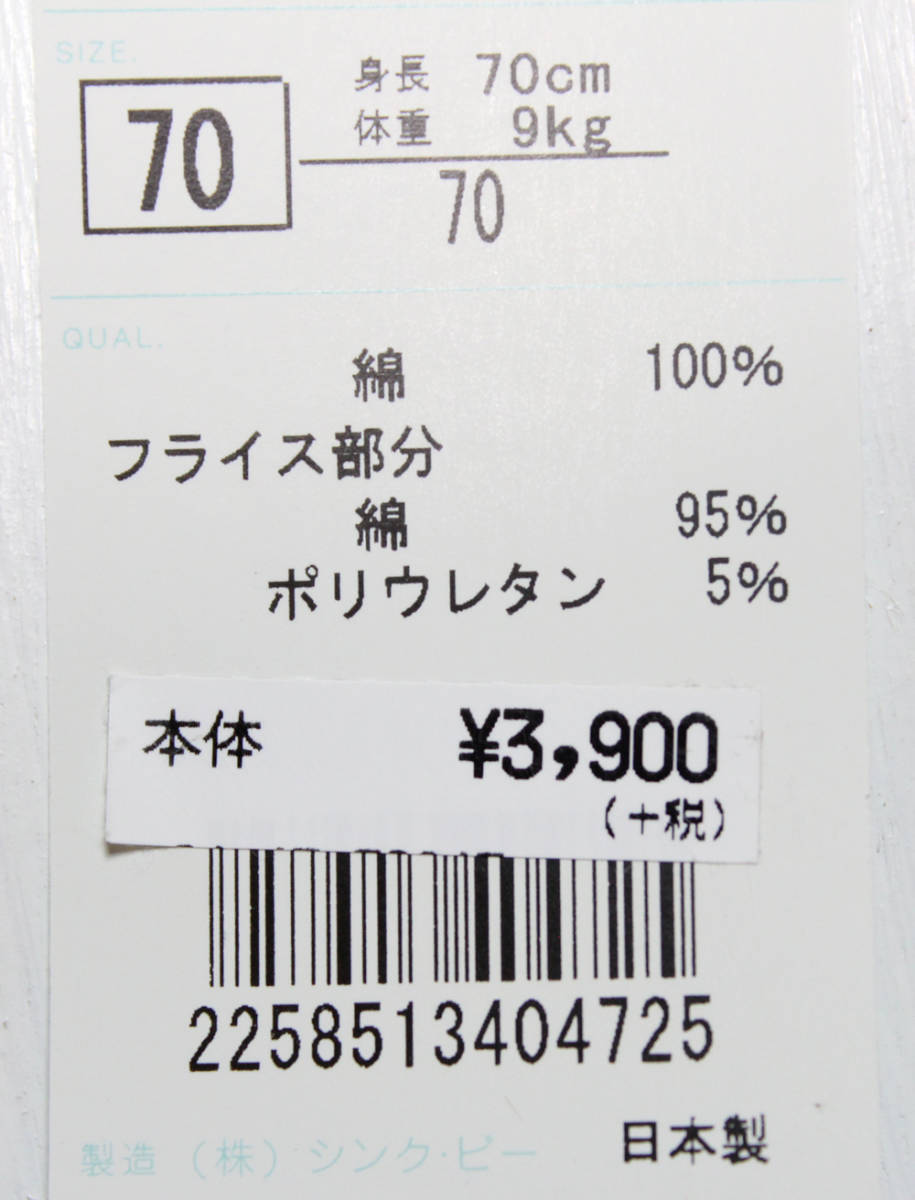 SIZE.
70
身長 70cm
体重 9kg
70
QUAL.
綿 100%
フライス部分
綿 95%
ポリウレタン 5%
本体 ¥3,900
(+税)
2258513404725
製造 (株) シンク・ピー 日本製